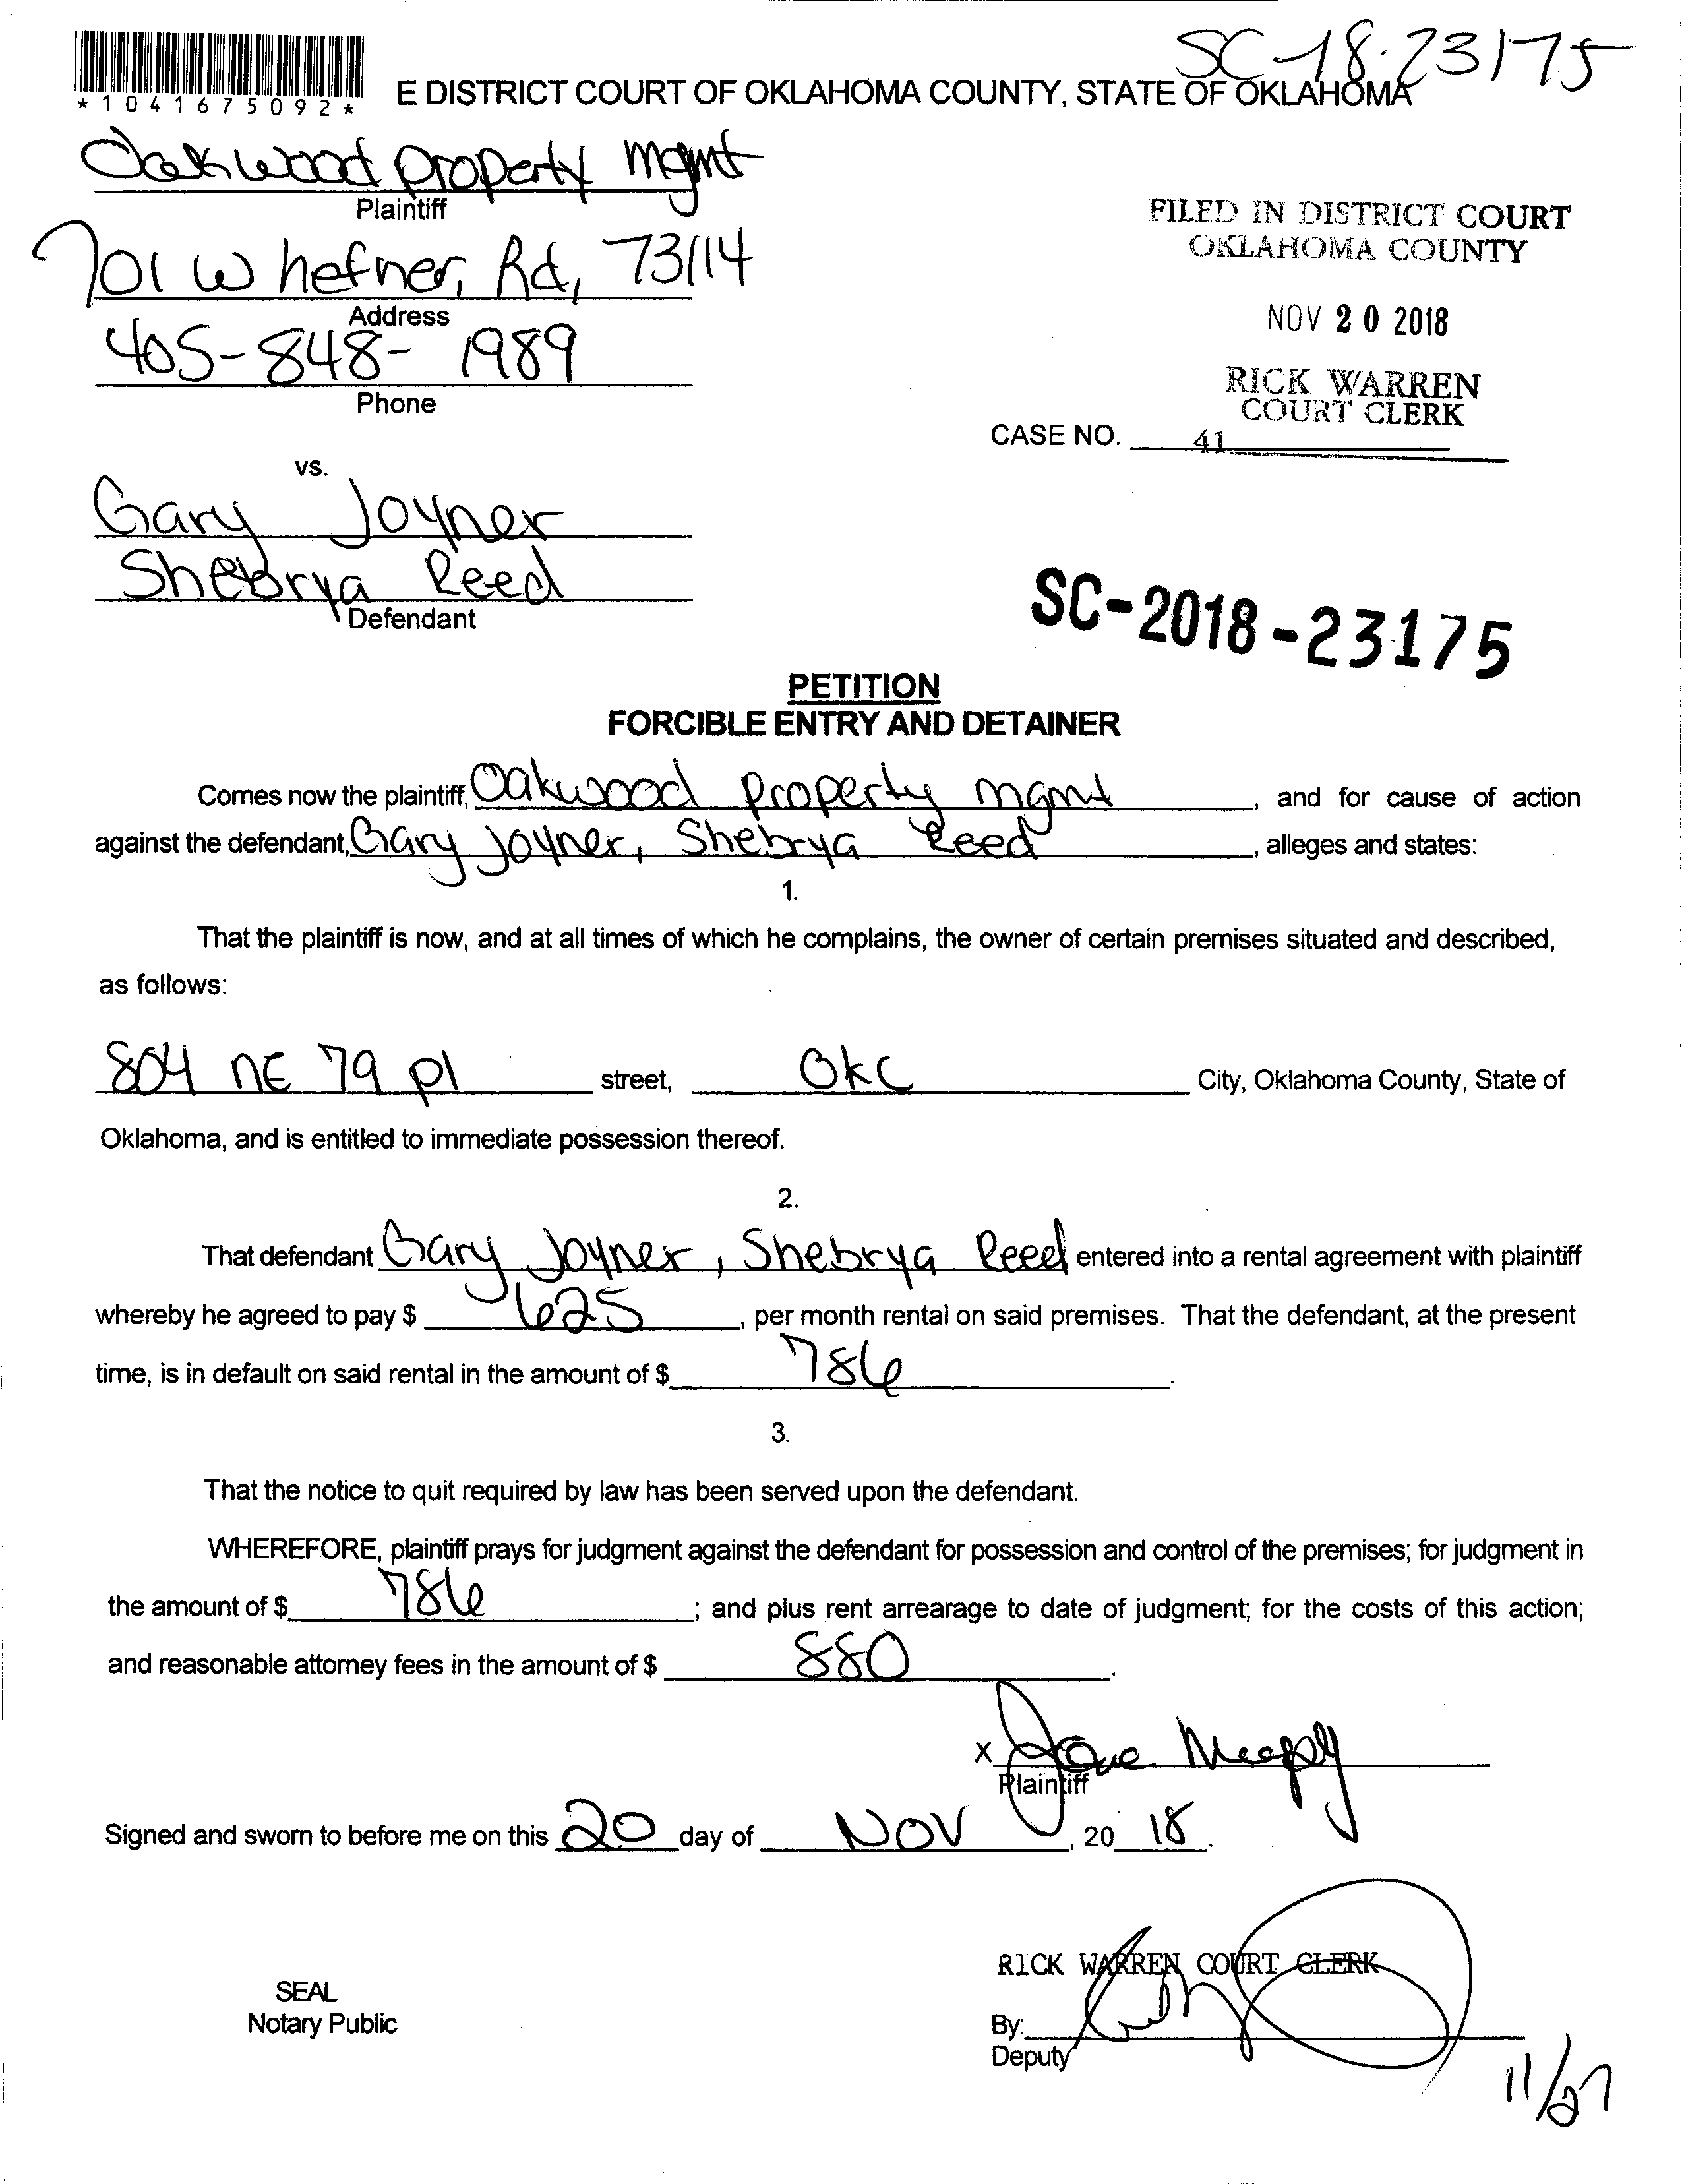 SC-18-23175
*1041675092*
E DISTRICT COURT OF OKLAHOMA COUNTY, STATE OF OKLAHOMA
Oakwood property mgmt
Plaintiff
FILED IN DISTRICT COURT
OKLAHOMA COUNTY
701 W hefner, Rd, 73114
Address
NOV 20 2018
405-848-1989
Phone
RICK WARREN
COURT CLERK
CASE NO. 41
vs.
Gary Joyner
Shebrya Reed
Defendant
SC-2018-23175
PETITION
FORCIBLE ENTRY AND DETAINER
Comes now the plaintiff, Oakwood property mgmt, and for cause of action
against the defendant, Gary Joyner, Shebrya Reed, alleges and states:
1.
That the plaintiff is now, and at all times of which he complains, the owner of certain premises situated and described,
as follows:
804 NE 79 pl street, OKC City, Oklahoma County, State of
Oklahoma, and is entitled to immediate possession thereof.
2.
That defendant Gary Joyner, Shebrya Reed entered into a rental agreement with plaintiff
whereby he agreed to pay $ 625, per month rental on said premises. That the defendant, at the present
time, is in default on said rental in the amount of $ 786.
3.
That the notice to quit required by law has been served upon the defendant.
WHEREFORE, plaintiff prays for judgment against the defendant for possession and control of the premises; for judgment in
the amount of $ 786; and plus rent arrearage to date of judgment; for the costs of this action;
and reasonable attorney fees in the amount of $ 880.
X
Plaintiff
Signed and sworn to before me on this 20 day of NOV, 20 18.
RICK WARREN COURT CLERK
SEAL
Notary Public
By:
Deputy
11/27